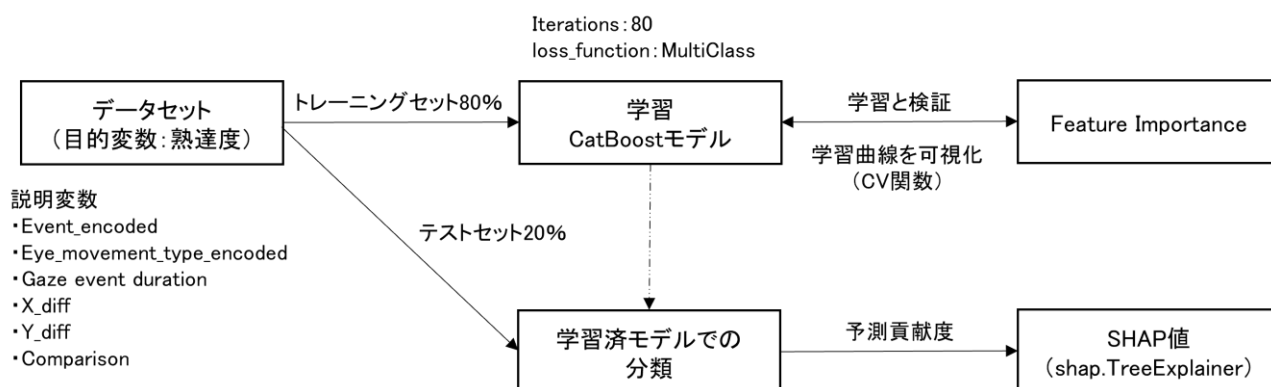 Iterations：80
loss_function：MultiClass
データセット
（目的変数：熟達度）
トレーニングセット80%
学習
CatBoostモデル
学習と検証
学習曲線を可視化
（CV関数）
Feature Importance
説明変数
・Event_encoded
・Eye_movement_type_encoded
・Gaze event duration
・X_diff
・Y_diff
・Comparison
テストセット20%
学習済モデルでの
分類
予測貢献度
SHAP値
（shap.TreeExplainer）